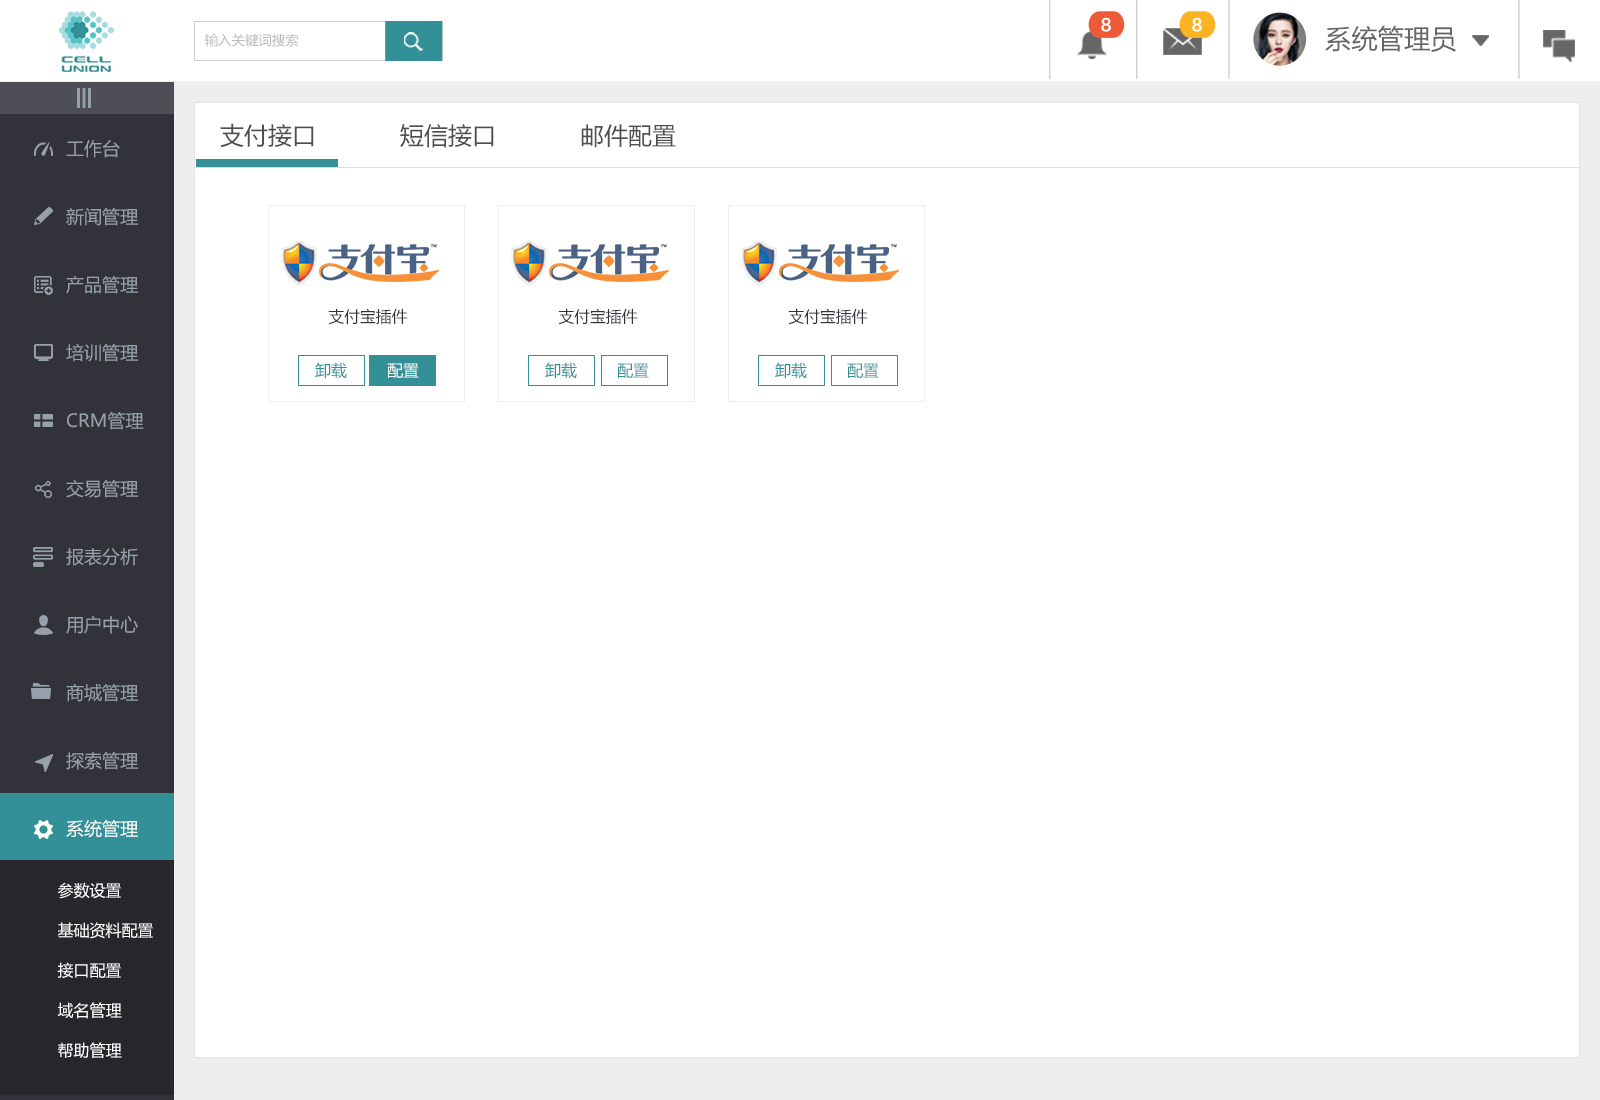 CELL
UNION
输入关键词搜索
8
8
系统管理员
工作台
新闻管理
产品管理
培训管理
CRM管理
交易管理
报表分析
用户中心
商城管理
探索管理
系统管理
参数设置
基础资料配置
接口配置
域名管理
帮助管理
支付接口 短信接口 邮件配置
支付宝™ 支付宝™ 支付宝™
支付宝插件 支付宝插件 支付宝插件
卸载 配置 卸载 配置 卸载 配置